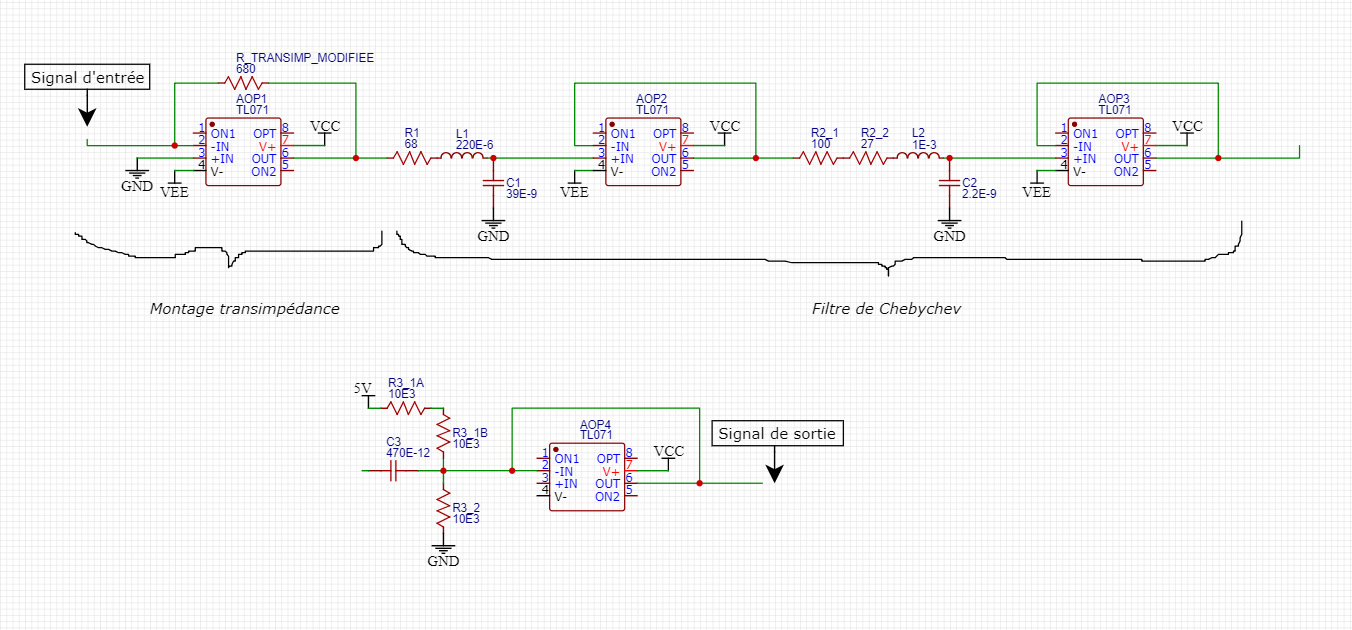 R_TRANSIMP_MODIFIEE
680
Signal d'entrée
AOP1
TL071
1 ON1 OPT 8
2 -IN V+ 7
3 +IN OUT 6
4 V- ON2 5
VCC
GND
VEE
R1
68
L1
220E-6
C1
39E-9
GND
AOP2
TL071
1 ON1 OPT 8
2 -IN V+ 7
3 +IN OUT 6
4 V- ON2 5
VCC
VEE
R2_1
100
R2_2
27
L2
1E-3
C2
2.2E-9
GND
AOP3
TL071
1 ON1 OPT 8
2 -IN V+ 7
3 +IN OUT 6
4 V- ON2 5
VCC
VEE
Montage transimpédance
Filtre de Chebychev
5V
R3_1A
10E3
R3_1B
10E3
C3
470E-12
R3_2
10E3
GND
AOP4
TL071
1 ON1 OPT 8
2 -IN V+ 7
3 +IN OUT 6
4 V- ON2 5
VCC
Signal de sortie